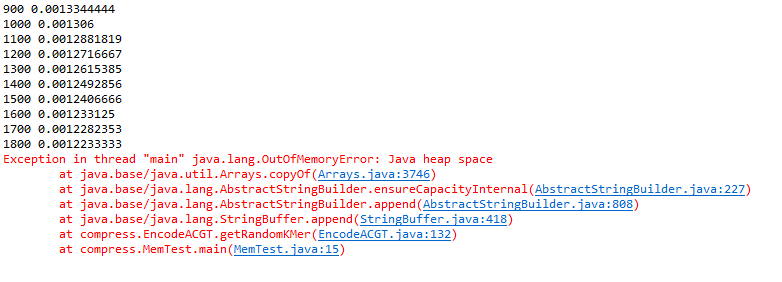 900 0.0013344444
1000 0.001306
1100 0.0012881819
1200 0.0012716667
1300 0.0012615385
1400 0.0012492856
1500 0.0012406666
1600 0.001233125
1700 0.0012282353
1800 0.0012233333
Exception in thread "main" java.lang.OutOfMemoryError: Java heap space
at java.base/java.util.Arrays.copyOf(Arrays.java:3746)
at java.base/java.lang.AbstractStringBuilder.ensureCapacityInternal(AbstractStringBuilder.java:227)
at java.base/java.lang.AbstractStringBuilder.append(AbstractStringBuilder.java:808)
at java.base/java.lang.StringBuffer.append(StringBuffer.java:418)
at compress.EncodeACGT.getRandomKMer(EncodeACGT.java:132)
at compress.MemTest.main(MemTest.java:15)